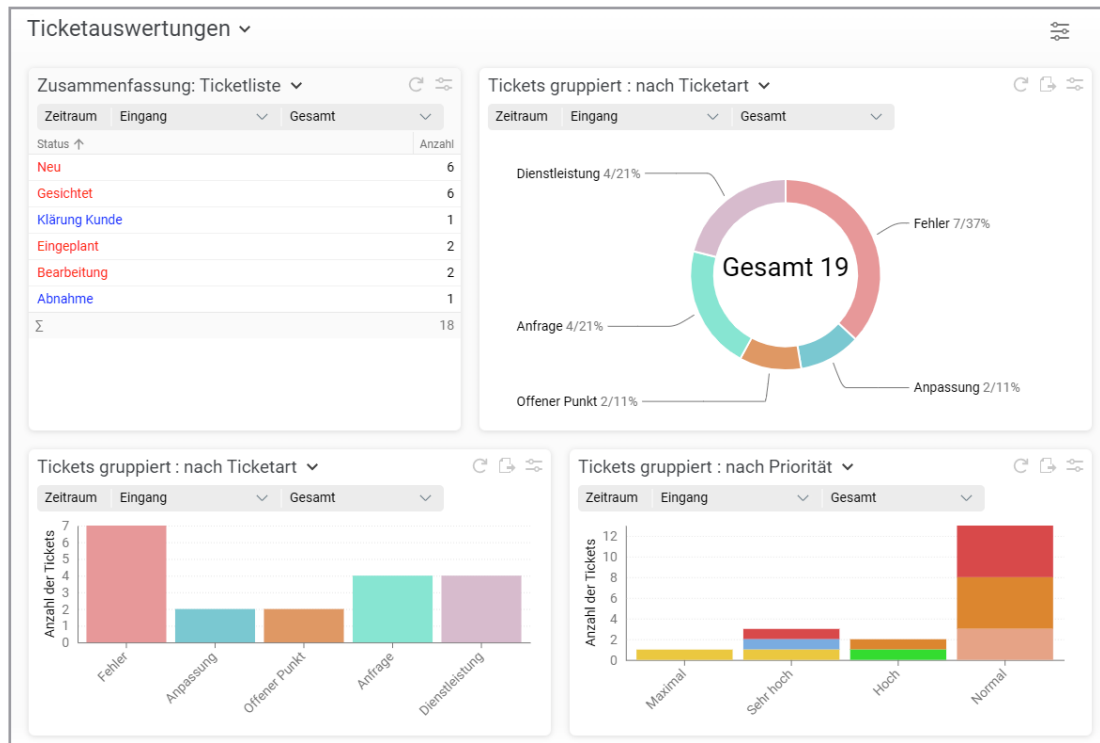 Ticketauswertungen
Zusammenfassung: Ticketliste
Zeitraum Eingang Gesamt
Status ↑ Anzahl
Neu 6
Gesichtet 6
Klärung Kunde 1
Eingeplant 2
Bearbeitung 2
Abnahme 1
Σ 18
Tickets gruppiert : nach Ticketart
Zeitraum Eingang Gesamt
Dienstleistung 4/21%
Fehler 7/37%
Gesamt 19
Anfrage 4/21%
Anpassung 2/11%
Offener Punkt 2/11%
Tickets gruppiert : nach Ticketart
Zeitraum Eingang Gesamt
Anzahl der Tickets
7
6
5
4
3
2
1
0
Fehler Anpassung Offener Punkt Anfrage Dienstleistung
Tickets gruppiert : nach Priorität
Zeitraum Eingang Gesamt
Anzahl der Tickets
12
10
8
6
4
2
0
Maximal Sehr hoch Hoch Normal